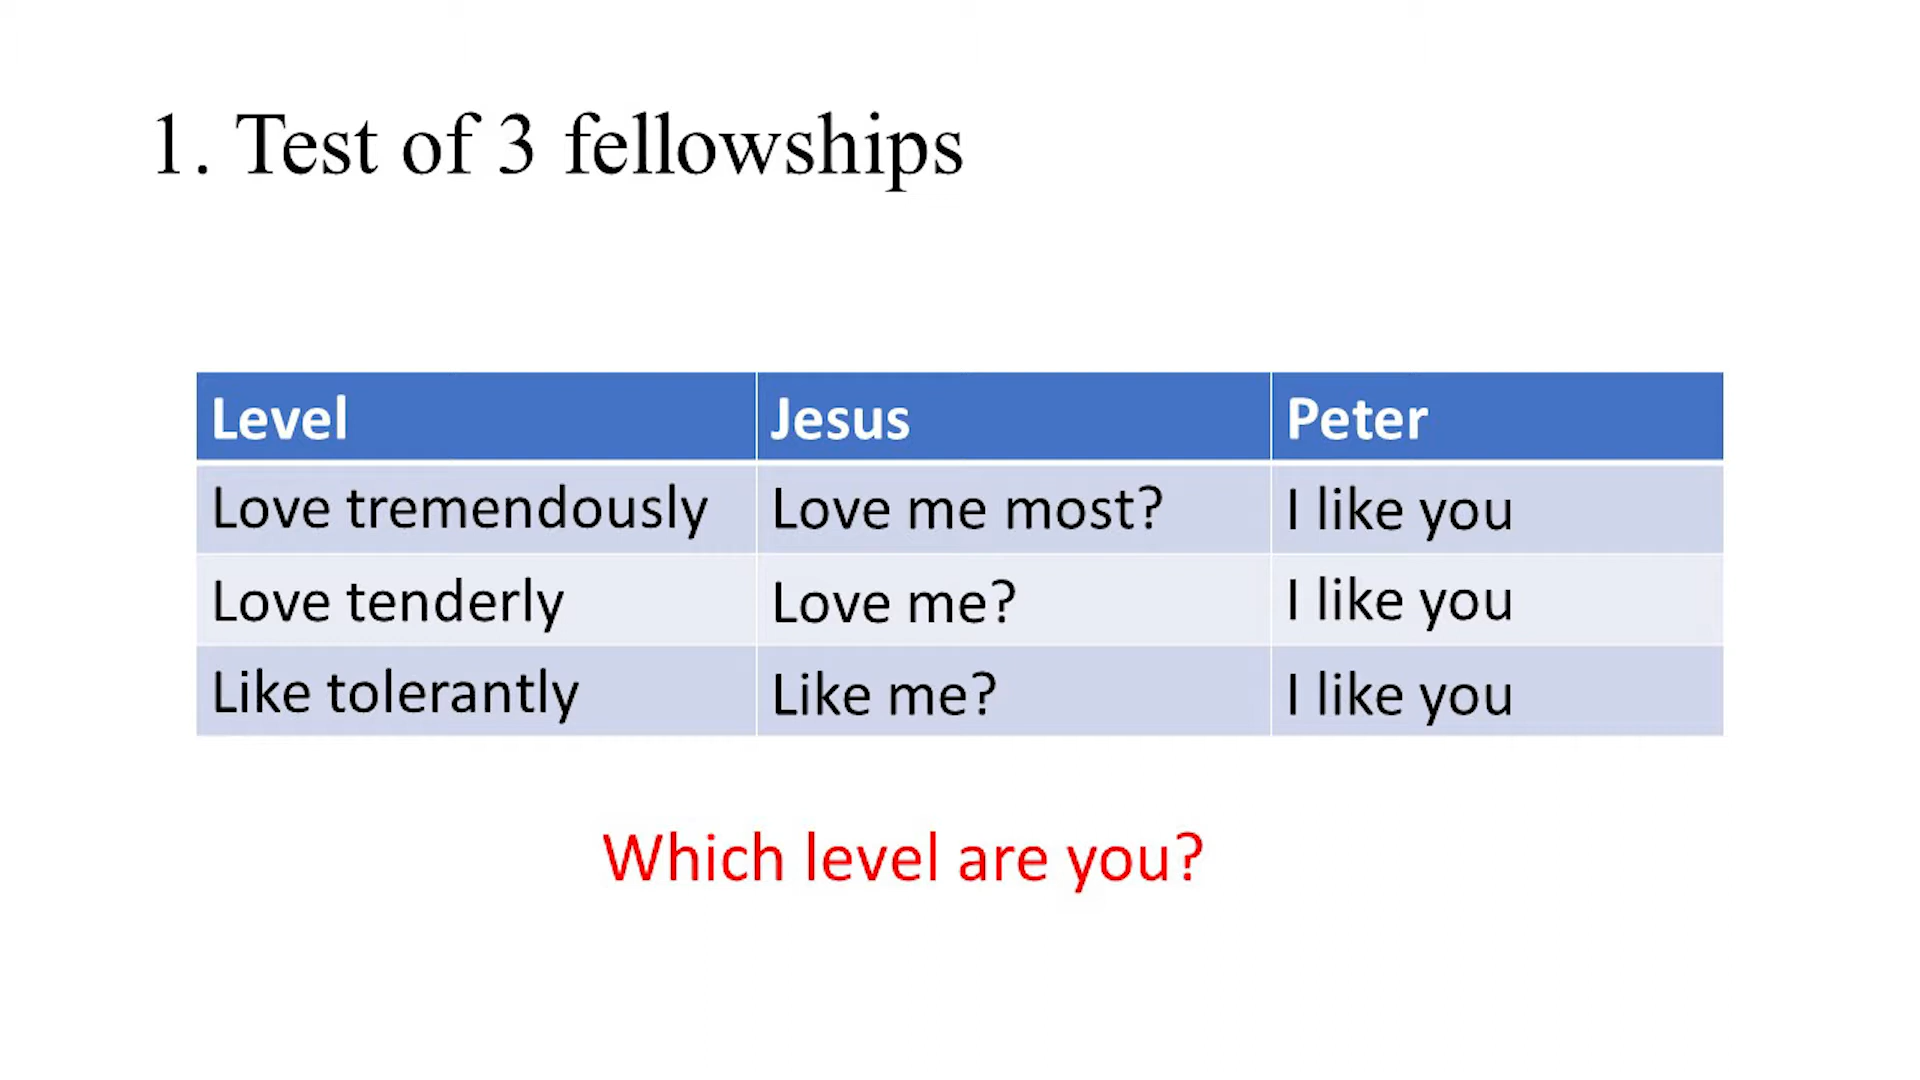 1. Test of 3 fellowships
Level Jesus Peter
Love tremendously Love me most? I like you
Love tenderly Love me? I like you
Like tolerantly Like me? I like you
Which level are you?